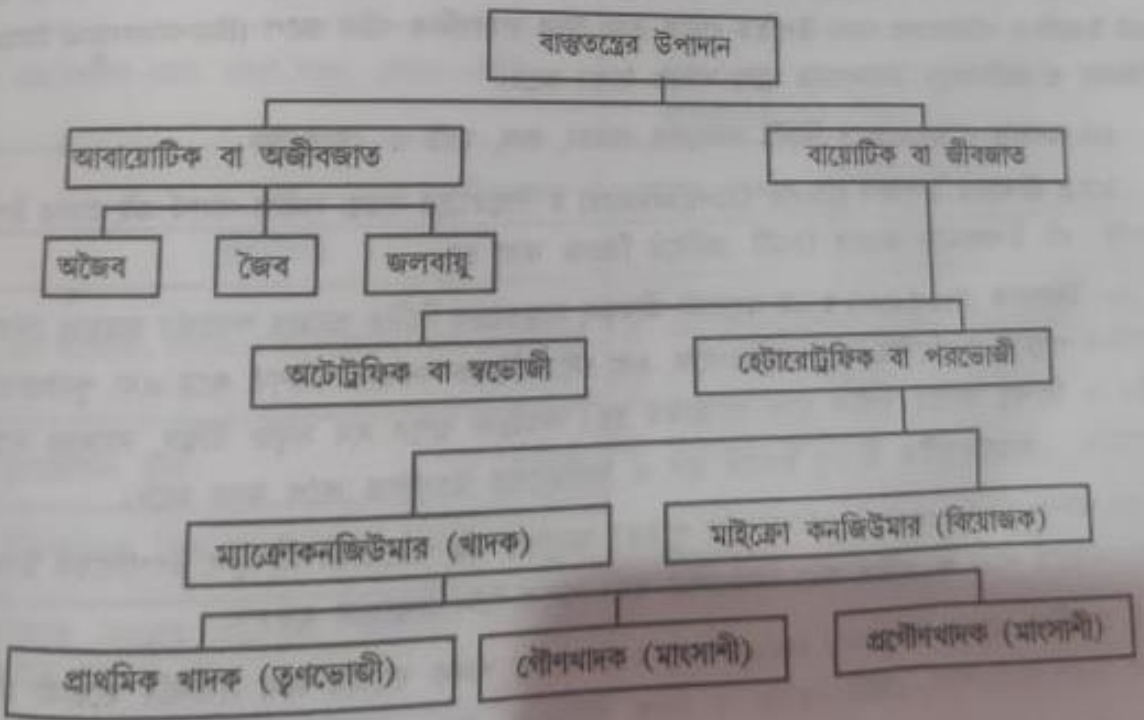 বাস্তুতন্ত্রের উপাদান
আবায়োটিক বা অজীবজাত
বায়োটিক বা জীবজাত
অজৈব
জৈব
জলবায়ু
অটোট্রফিক বা স্বভোজী
হেটারোট্রফিক বা পরভোজী
ম্যাক্রোকনজিউমার (খাদক)
মাইক্রো কনজিউমার (বিয়োজক)
প্রাথমিক খাদক (তৃণভোজী)
গৌণখাদক (মাংসাশী)
প্রগৌণখাদক (মাংসাশী)